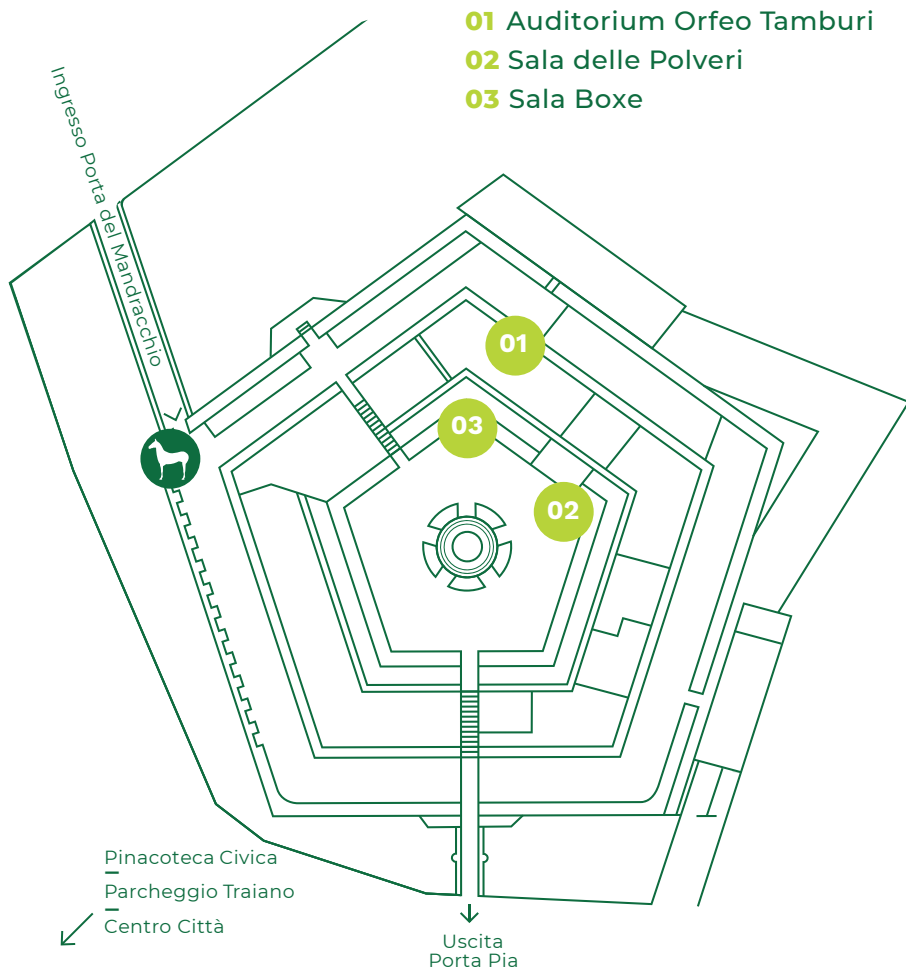 01 Auditorium Orfeo Tamburi
02 Sala delle Polveri
03 Sala Boxe
Ingresso Porta del Mandracchio
01
03
02
Pinacoteca Civica
Parcheggio Traiano
Centro Città
Uscita
Porta Pia